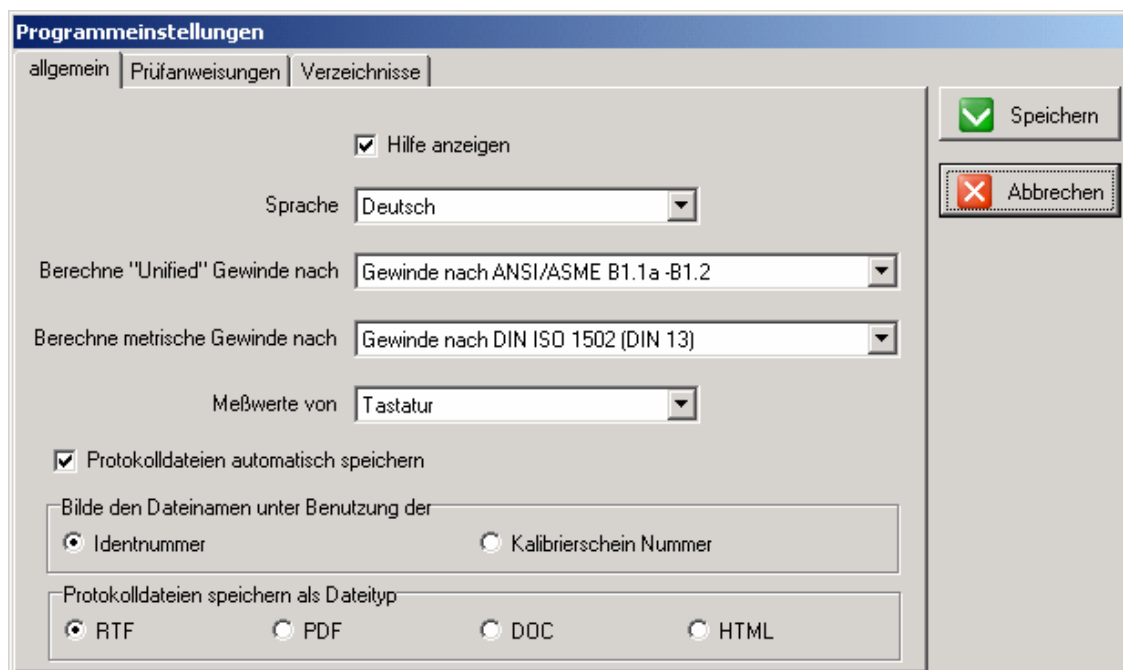 Programmeinstellungen
allgemein Prüfanweisungen Verzeichnisse
Speichern
Abbrechen
Hilfe anzeigen
Sprache Deutsch
Berechne "Unified" Gewinde nach Gewinde nach ANSI/ASME B1.1a -B1.2
Berechne metrische Gewinde nach Gewinde nach DIN ISO 1502 (DIN 13)
Meßwerte von Tastatur
Protokolldateien automatisch speichern
Bilde den Dateinamen unter Benutzung der
Identnummer Kalibrierschein Nummer
Protokolldateien speichern als Dateityp
RTF PDF DOC HTML